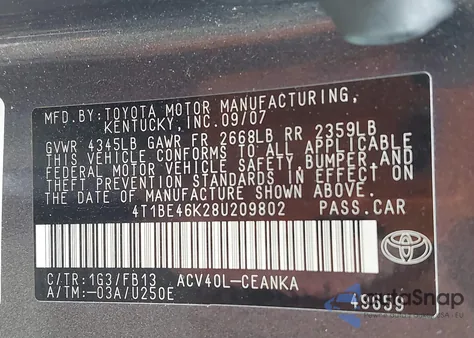 MFD.BY:TOYOTA MOTOR MANUFACTURING,
KENTUCKY, INC.09/07
GVWR 4345LB GAWR FR 2668LB RR 2359LB
THIS VEHICLE CONFORMS TO ALL APPLICABLE
FEDERAL MOTOR VEHICLE SAFETY, BUMPER,AND
THEFT PREVENTION STANDARDS IN EFFECT ON
THE DATE OF MANUFACTURE SHOWN ABOVE.
4T1BE46K28U209802 PASS.CAR
C/TR:1G3/FB13 ACV40L-CEANKA
A/TM:-03A/U250E 49659